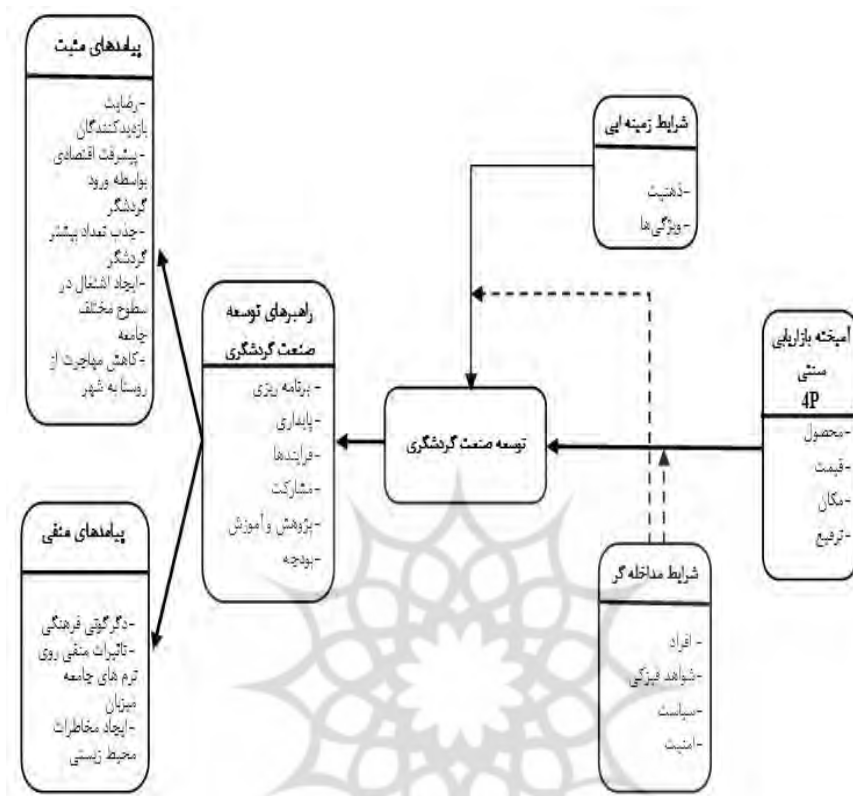 آمیخته بازاریابی
سنتی
4P
-محصول
-قیمت
-مکان
-ترفیع
شرایط زمینه ایی
-ذهنیت
-ویژگی‌ها
شرایط مداخله گر
- افراد
-شواهد فیزکی
-سیاست
-امنیت
توسعه صنعت گردشگری
راهبرهای توسعه
صنعت گردشگری
- برنامه ریزی
-پایداری
-فرایندها
-مشارکت
-پژوهش و آموزش
-بودجه
پیامدهای مثبت
-رضایت
بازدیدکنندگان
-پیشرفت اقتصادی
بواسطه ورود
گردشگر
-جذب تعداد بیشتر
گردشگر
-ایجاد اشتغال در
سطوح مختلف
جامعه
-کاهش مهاجرت از
روستا به شهر
پیامدهای منفی
-دگرگونی فرهنگی
-تاثیرات منفی روی
نرم های جامعه
میزبان
-ایجاد مخاطرات
محیط زیستی